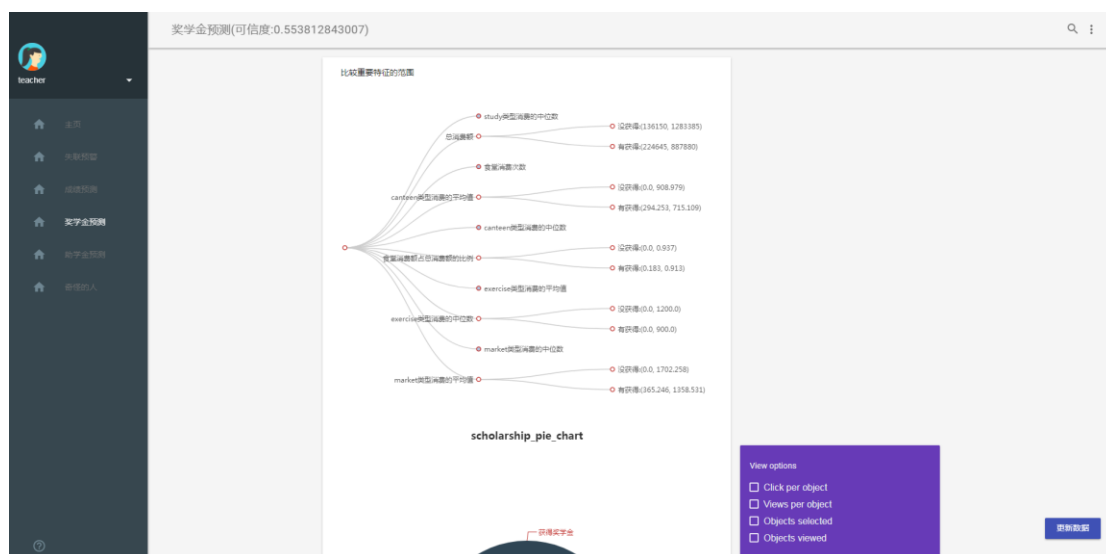 奖学金预测(可信度:0.553812843007)
teacher
主页
失联预警
成绩预测
奖学金预测
助学金预测
奇怪的人
比较重要特征的范围
study类型消费的中位数
总消费额
没获得:(136150, 1283385)
有获得:(224645, 887880)
食堂消费次数
canteen类型消费的平均值
没获得:(0.0, 908.979)
有获得:(294.253, 715.109)
canteen类型消费的中位数
食堂消费额占总消费额的比例
没获得:(0.0, 0.937)
有获得:(0.183, 0.913)
exercise类型消费的平均值
exercise类型消费的中位数
没获得:(0.0, 1200.0)
有获得:(0.0, 900.0)
market类型消费的中位数
market类型消费的平均值
没获得:(0.0, 1702.258)
有获得:(365.246, 1358.531)
scholarship_pie_chart
获得奖学金
View options
Click per object
Views per object
Objects selected
Objects viewed
更新数据